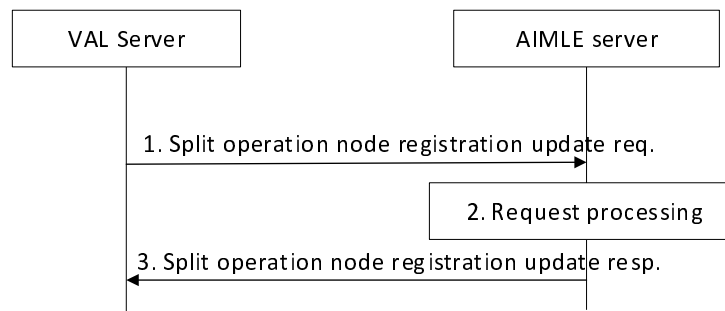 VAL Server
AIMLE server
1. Split operation node registration update req.
2. Request processing
3. Split operation node registration update resp.